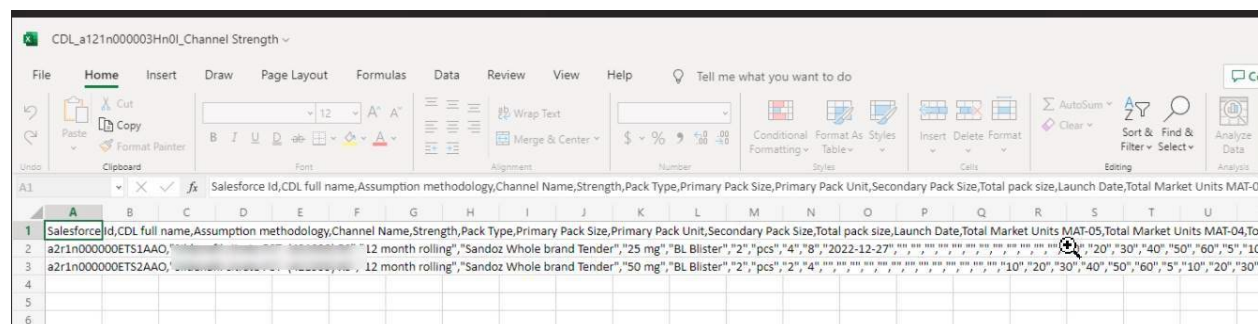 CDL_a121n000003Hn0I_Channel Strength
File Home Insert Draw Page Layout Formulas Data Review View Help Tell me what you want to do
Cut
Copy
Paste
Format Painter
12
A^ A˅
B I U D ab
Wrap Text
Merge & Center
$ % 9
Conditional Formatting
Format As Table
Styles
Insert
Delete
Format
AutoSum
Clear
Sort & Filter
Find & Select
Analyze Data
Undo
Clipboard
Font
Alignment
Number
Styles
Cells
Editing
Analysis
A1
fx Salesforce Id,CDL full name,Assumption methodology,Channel Name,Strength,Pack Type,Primary Pack Size,Primary Pack Unit,Secondary Pack Size,Total pack size,Launch Date,Total Market Units MAT-0
A B C D E F G H I J K L M N O P Q R S T U
1 Salesforce Id,CDL full name,Assumption methodology,Channel Name,Strength,Pack Type,Primary Pack Size,Primary Pack Unit,Secondary Pack Size,Total pack size,Launch Date,Total Market Units MAT-05,Total Market Units MAT-04,To
2 a2r1n000000ETS1AAO, "12 month rolling","Sandoz Whole brand Tender","25 mg","BL Blister","2","pcs","4","8","2022-12-27","","","","","","","","","","","","","" "20","30","40","50","60","5","10
3 a2r1n000000ETS2AAO, 12 month rolling","Sandoz Whole brand Tender","50 mg","BL Blister","2","pcs","2","4","","","","","","","","","","","","","","","10","20","30","40","50","60","5","10","20","30"
4
5
6